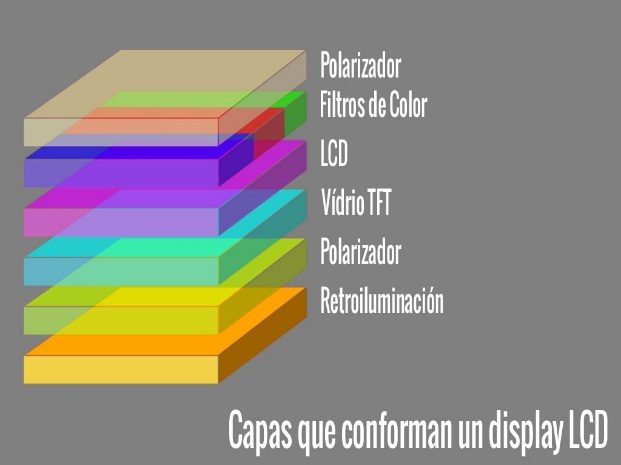 Polarizador
Filtros de Color
LCD
Vídrio TFT
Polarizador
Retroiluminación
Capas que conforman un display LCD